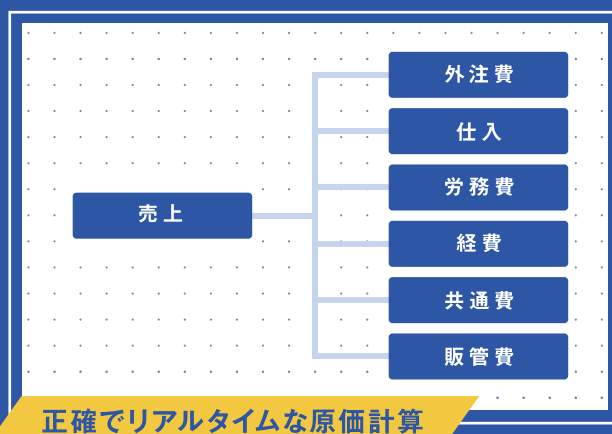 売上
外注費
仕入
労務費
経費
共通費
販管費
正確でリアルタイムな原価計算